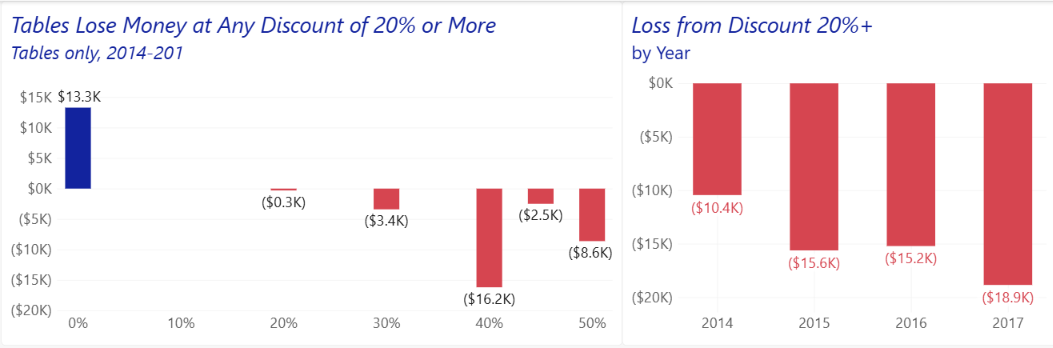 Tables Lose Money at Any Discount of 20% or More
Tables only, 2014-201
$15K
$13.3K
$10K
$5K
$0K
($0.3K)
($3.4K)
($2.5K)
($5K)
($10K)
($8.6K)
($15K)
($16.2K)
($20K)
0% 10% 20% 30% 40% 50%
Loss from Discount 20%+
by Year
$0K
($5K)
($10K)
($10.4K)
($15K)
($15.6K)
($15.2K)
($20K)
($18.9K)
2014 2015 2016 2017